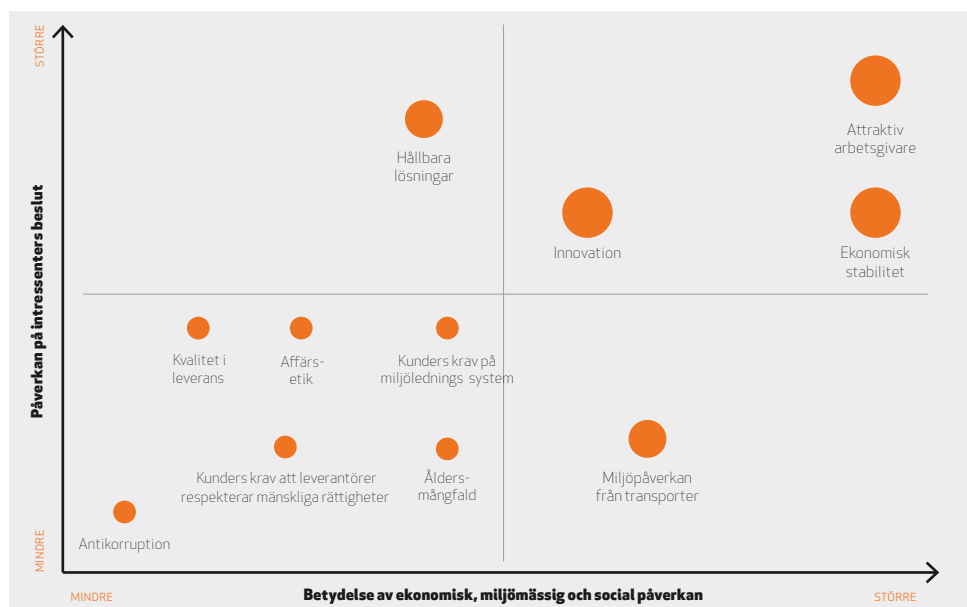 STÖRRE
Påverkan på intressenters beslut
MINDRE
Attraktiv
arbetsgivare
Hållbara
lösningar
Innovation
Ekonomisk
stabilitet
Kvalitet i
leverans
Affärs-
etik
Kunders krav på
miljölednings system
Kunders krav att leverantörer
respekterar mänskliga rättigheter
Ålders-
mångfald
Miljöpåverkan
från transporter
Antikorruption
MINDRE
Betydelse av ekonomisk, miljömässig och social påverkan
STÖRRE